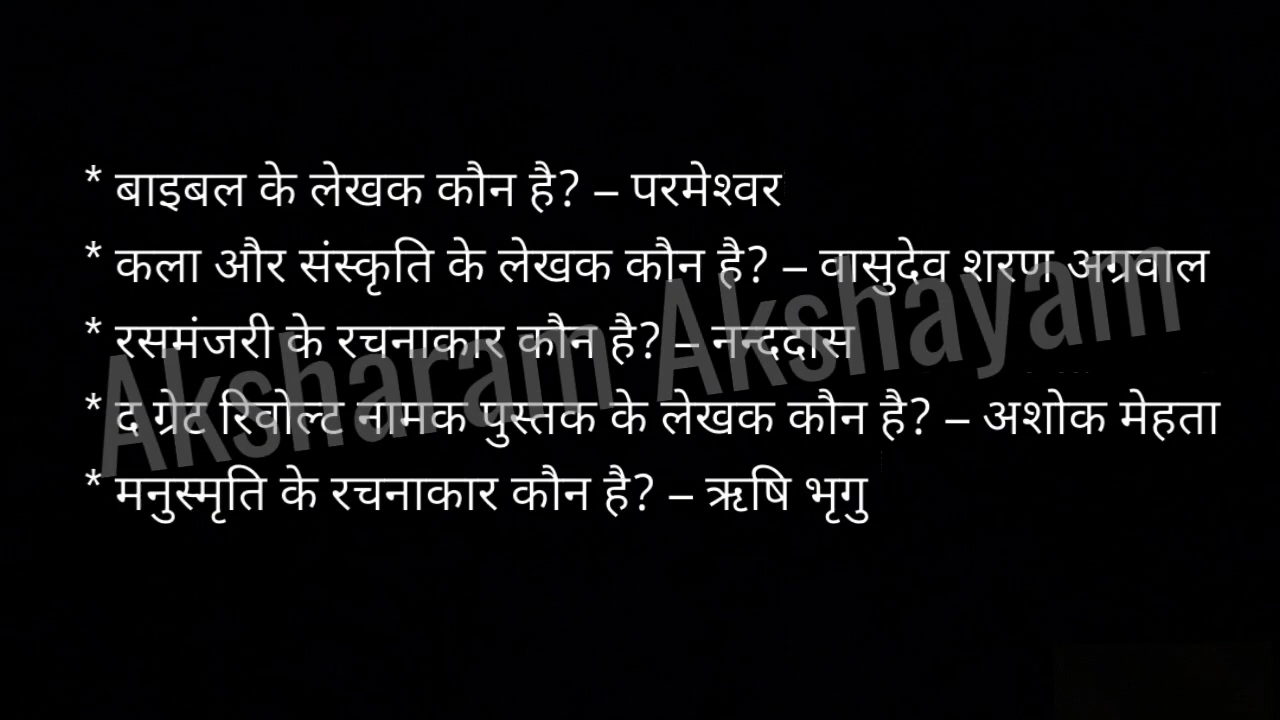 * बाइबल के लेखक कौन है? – परमेश्वर
* कला और संस्कृति के लेखक कौन है? – वासुदेव शरण अग्रवाल
* रसमंजरी के रचनाकार कौन है? – नन्ददास
* द ग्रेट रिवोल्ट नामक पुस्तक के लेखक कौन है? – अशोक मेहता
* मनुस्मृति के रचनाकार कौन है? – ऋषि भृगु
Aksharam Akshayam